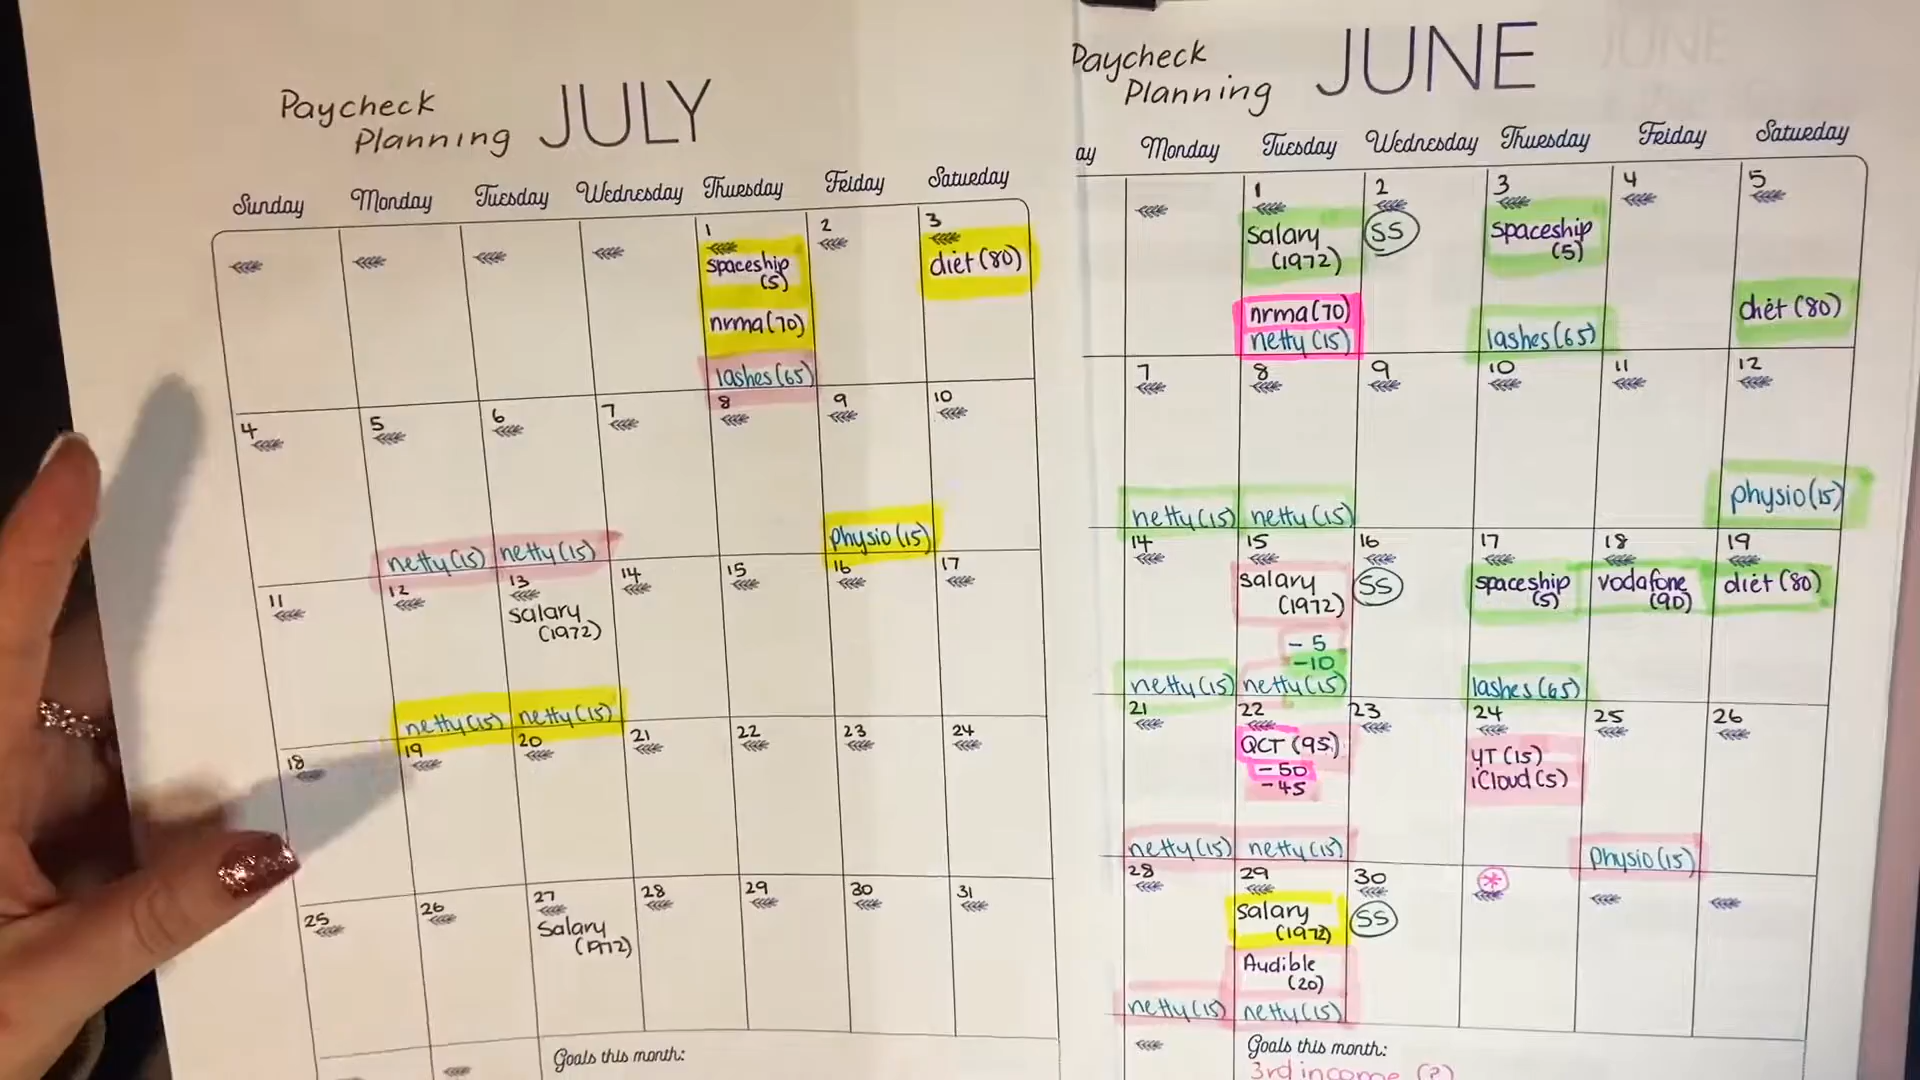 Paycheck
Planning JULY
Sunday Monday Tuesday Wednesday Thursday Friday Saturday
1 2 3
spaceship
(5)
nrma(70)
lashes(65)
diet(80)
4 5 6 7 8 9 10
netty(15) netty(15)
physio(15)
11 12 13 14 15 16 17
Salary
(1972)
netty(15) netty(15)
18 19 20 21 22 23 24
25 26 27 28 29 30 31
Salary
(1972)
Goals this month:
Paycheck
Planning JUNE
ay Monday Tuesday Wednesday Thursday Friday Saturday
1 2 3 4 5
Salary
(1972)
nrma(70)
netty(15)
SS
spaceship
(5)
lashes(65)
diet(80)
7 8 9 10 11 12
netty(15) netty(15)
physio(15)
14 15 16 17 18 19
Salary
(1972)
- 5
-10
netty(15) netty(15)
SS
spaceship
(5)
lashes(65)
vodafone
(90)
diet(80)
21 22 23 24 25 26
QCT (95)
- 50
- 45
netty(15) netty(15)
YT(15)
iCloud(5)
physio(15)
28 29 30
Salary
(1972)
Audible
(20)
netty(15) netty(15)
SS
Goals this month:
3rd income (?)